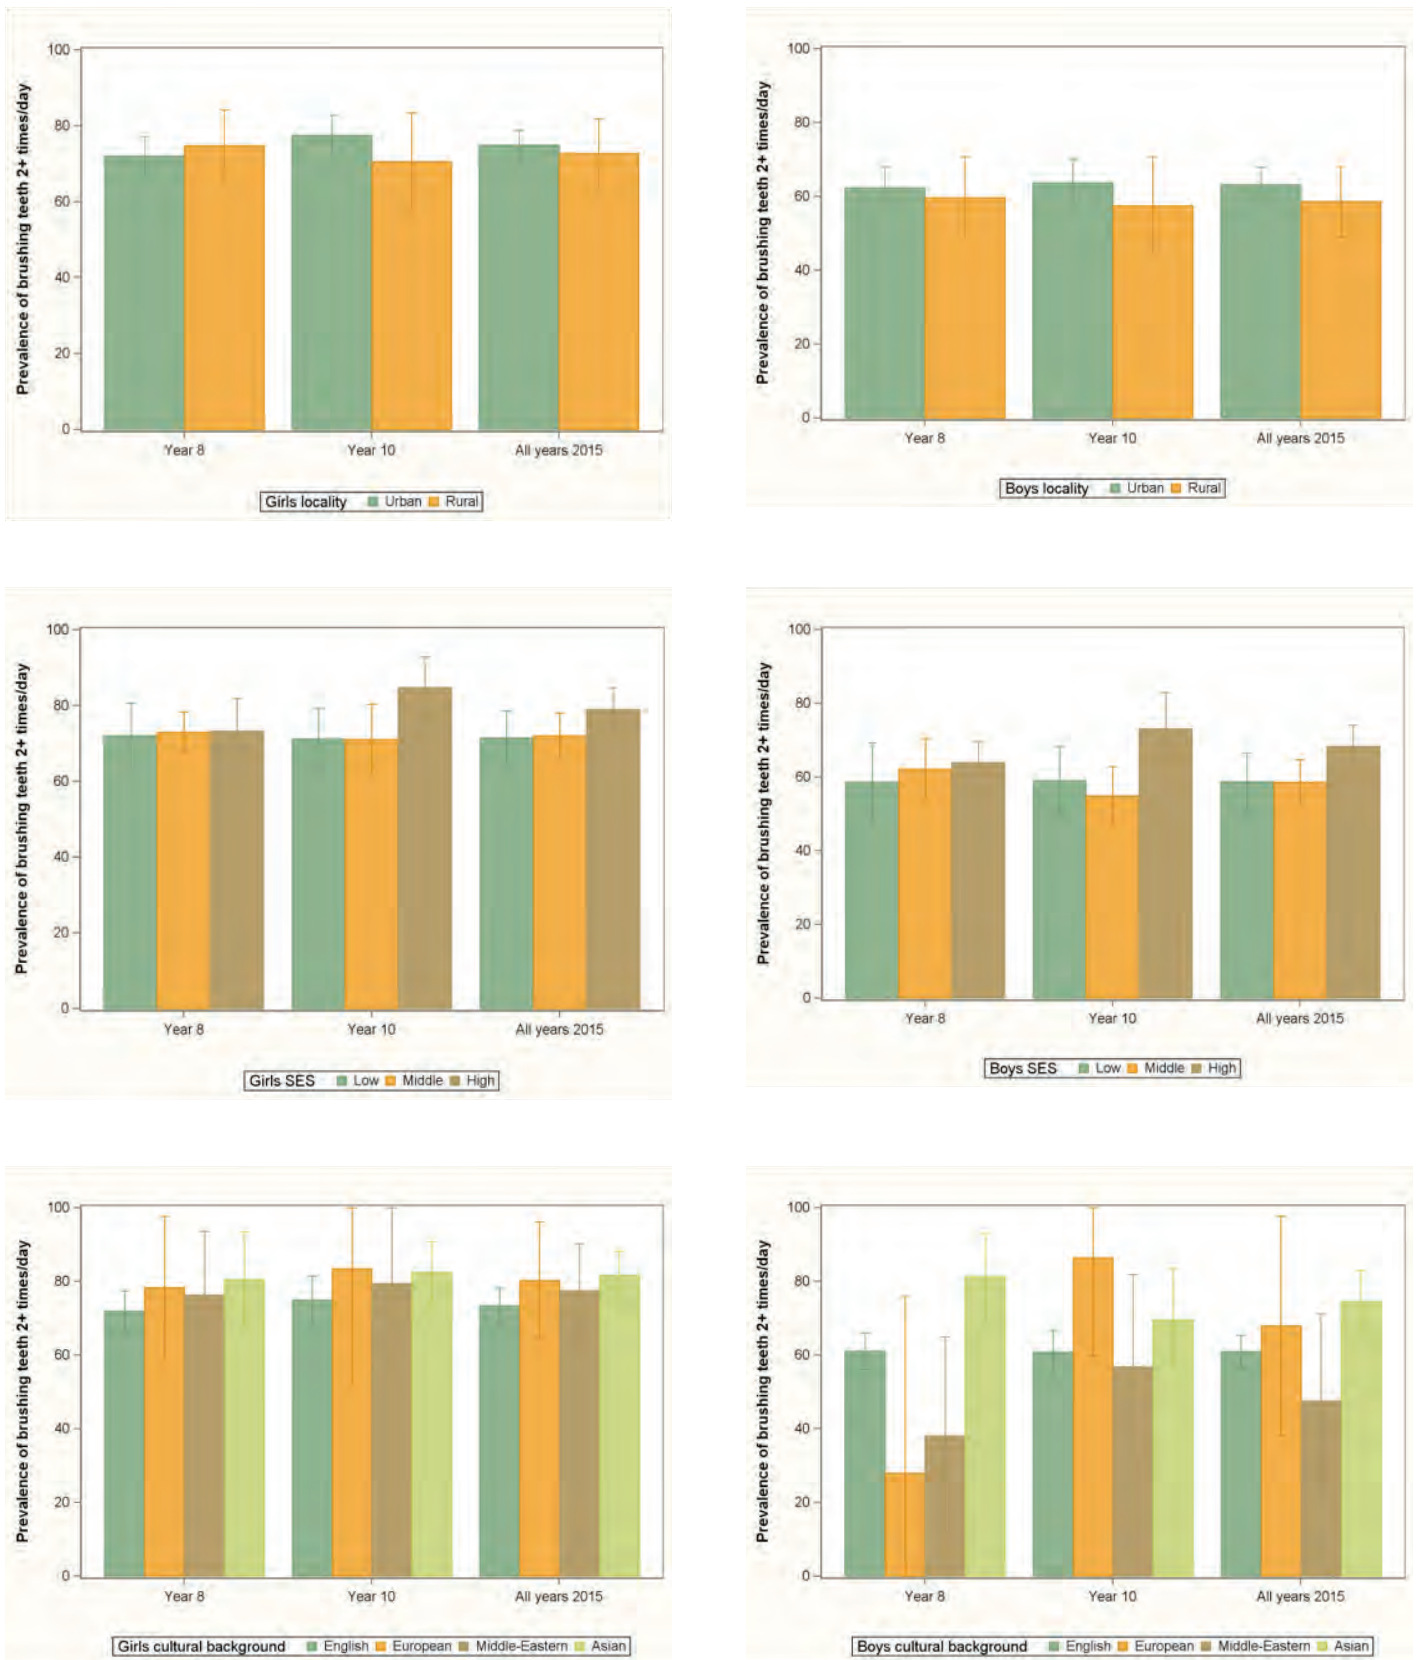 Prevalence of brushing teeth 2+ times/day
100
80
60
40
20
0
Year 8 Year 10 All years 2015
Girls locality Urban Rural
Prevalence of brushing teeth 2+ times/day
100
80
60
40
20
0
Year 8 Year 10 All years 2015
Boys locality Urban Rural
Prevalence of brushing teeth 2+ times/day
100
80
60
40
20
0
Year 8 Year 10 All years 2015
Girls SES Low Middle High
Prevalence of brushing teeth 2+ times/day
100
80
60
40
20
0
Year 8 Year 10 All years 2015
Boys SES Low Middle High
Prevalence of brushing teeth 2+ times/day
100
80
60
40
20
0
Year 8 Year 10 All years 2015
Girls cultural background English European Middle-Eastern Asian
Prevalence of brushing teeth 2+ times/day
100
80
60
40
20
0
Year 8 Year 10 All years 2015
Boys cultural background English European Middle-Eastern Asian